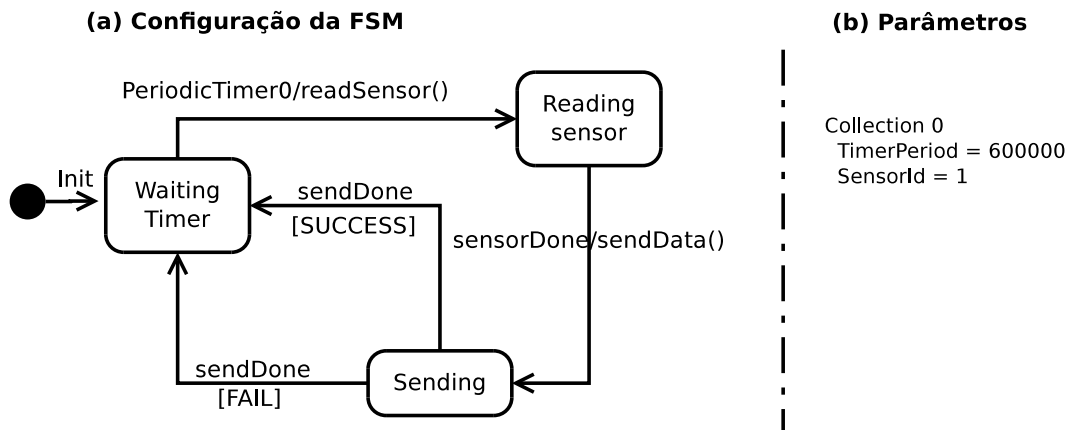 (a) Configuração da FSM
(b) Parâmetros
PeriodicTimer0/readSensor()
Reading
sensor
Init
Waiting
Timer
sendDone
[SUCCESS]
sensorDone/sendData()
sendDone
[FAIL]
Sending
Collection 0
TimerPeriod = 600000
SensorId = 1